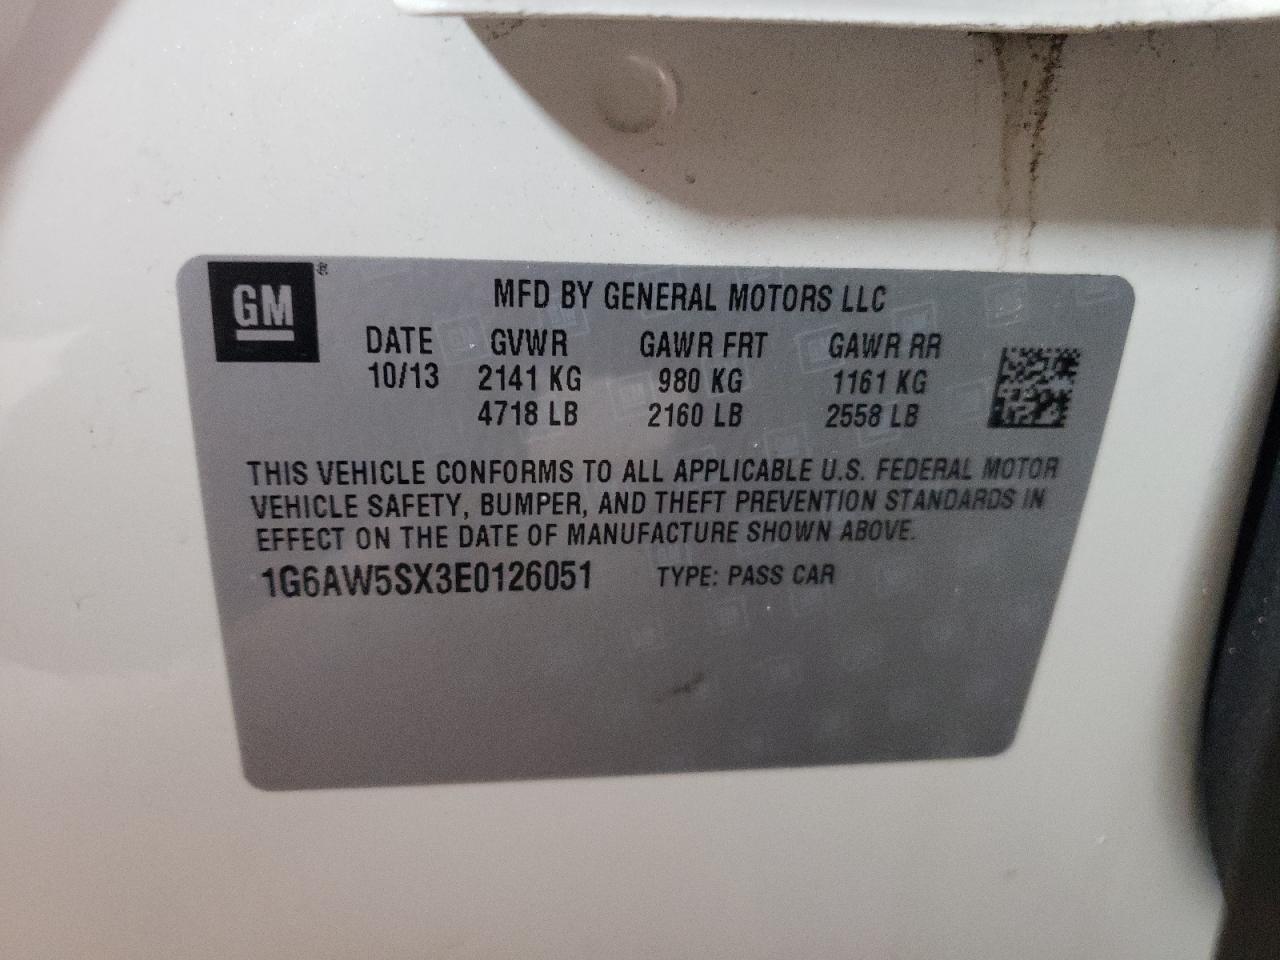 GM®
MFD BY GENERAL MOTORS LLC
DATE GVWR GAWR FRT GAWR RR
10/13 2141 KG 980 KG 1161 KG
4718 LB 2160 LB 2558 LB
THIS VEHICLE CONFORMS TO ALL APPLICABLE U.S. FEDERAL MOTOR
VEHICLE SAFETY, BUMPER, AND THEFT PREVENTION STANDARDS IN
EFFECT ON THE DATE OF MANUFACTURE SHOWN ABOVE.
1G6AW5SX3E0126051 TYPE: PASS CAR